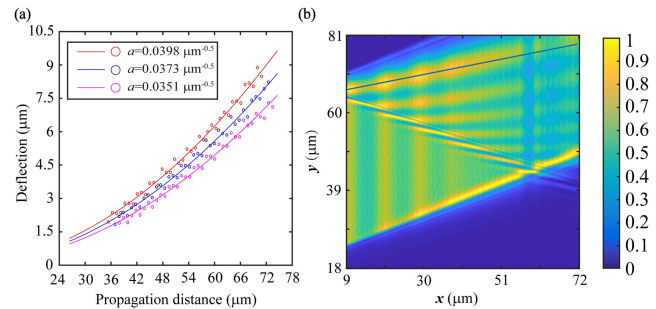 (a)
10.5
9
7.5
6
4.5
3
1.5
0
Deflection (μm)
a=0.0398 μm-0.5
a=0.0373 μm-0.5
a=0.0351 μm-0.5
24 30 36 42 48 54 60 66 72 78
Propagation distance (μm)
(b)
81
60
39
18
y (μm)
9 30 51 72
x (μm)
1
0.9
0.8
0.7
0.6
0.5
0.4
0.3
0.2
0.1
0